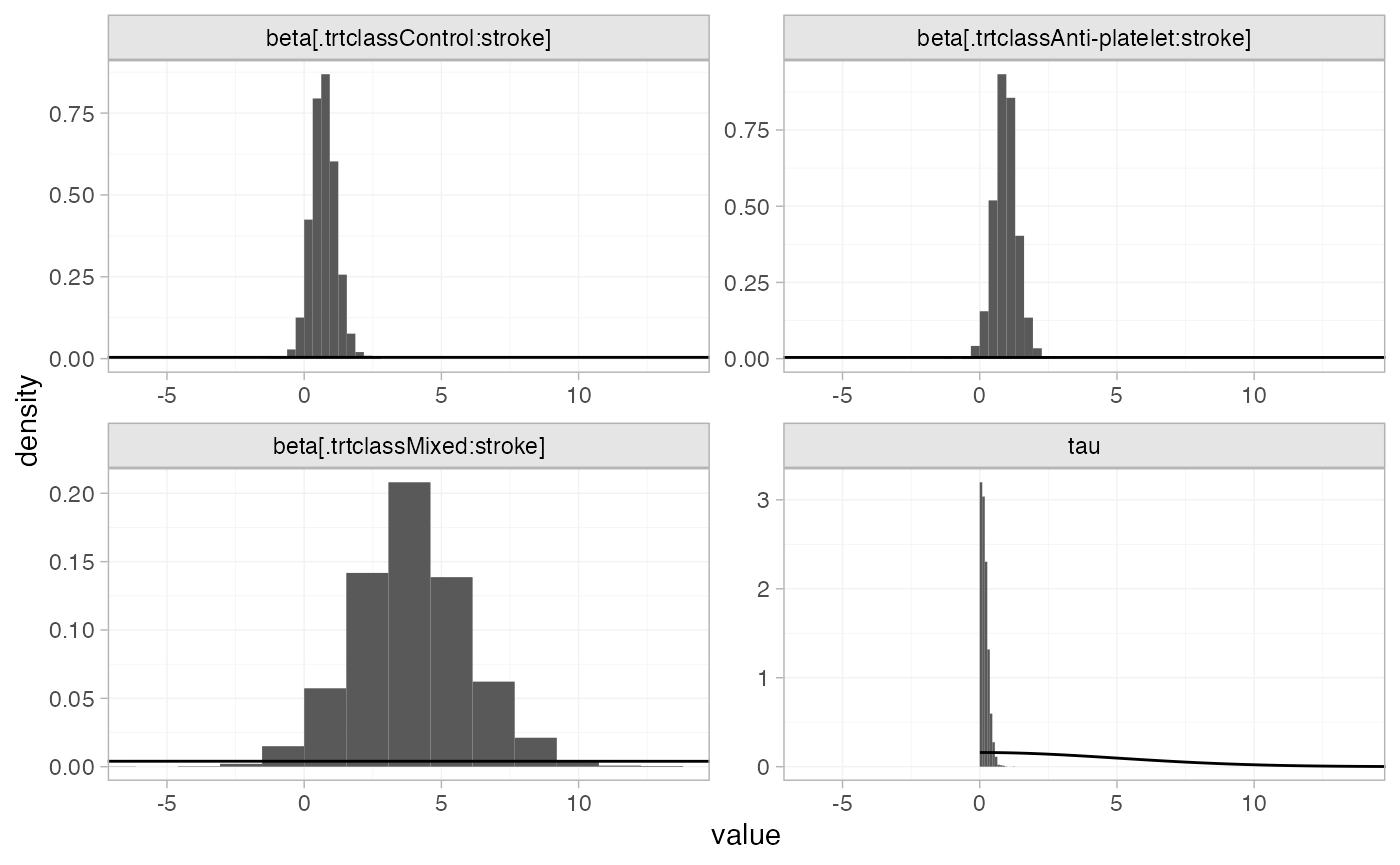 beta[.trtclassControl:stroke]
beta[.trtclassAnti-platelet:stroke]
0.75
0.50
0.25
0.00
-5 0 5 10
0.75
0.50
0.25
0.00
-5 0 5 10
density
beta[.trtclassMixed:stroke]
tau
0.20
0.15
0.10
0.05
0.00
-5 0 5 10
3
2
1
0
-5 0 5 10
value